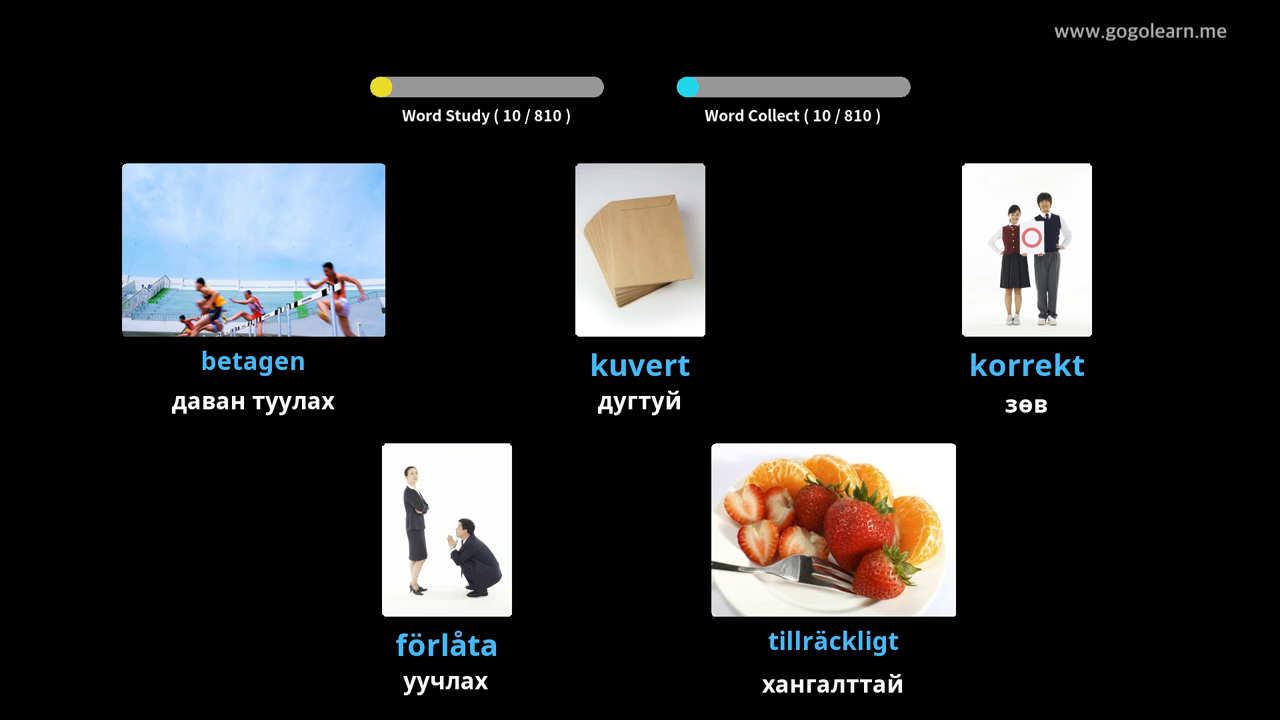 www.gogolearn.me
Word Study ( 10 / 810 )
Word Collect ( 10 / 810 )
betagen
даван туулах
kuvert
дугтуй
korrekt
зөв
förlåta
уучлах
tillräckligt
хангалттай